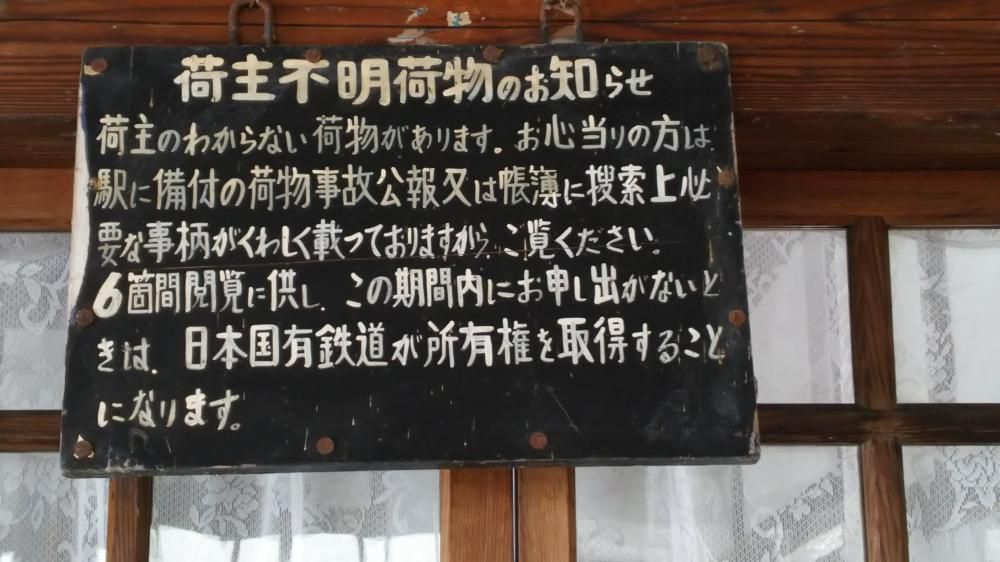 荷主不明荷物のお知らせ
荷主のわからない荷物があります。お心当りの方は
駅に備付の荷物事故公報又は帳簿に捜索上必
要な事柄がくわしく載っておりますから、ご覧ください。
6箇間閲覧に供し、この期間内にお申し出がないと
きは、日本国有鉄道が所有権を取得すること
になります。